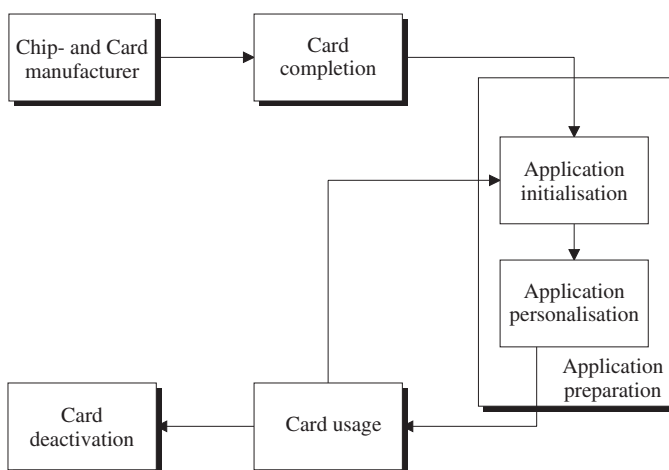 Chip- and Card
manufacturer
Card
completion
Application
initialisation
Application
personalisation
Application
preparation
Card usage
Card
deactivation